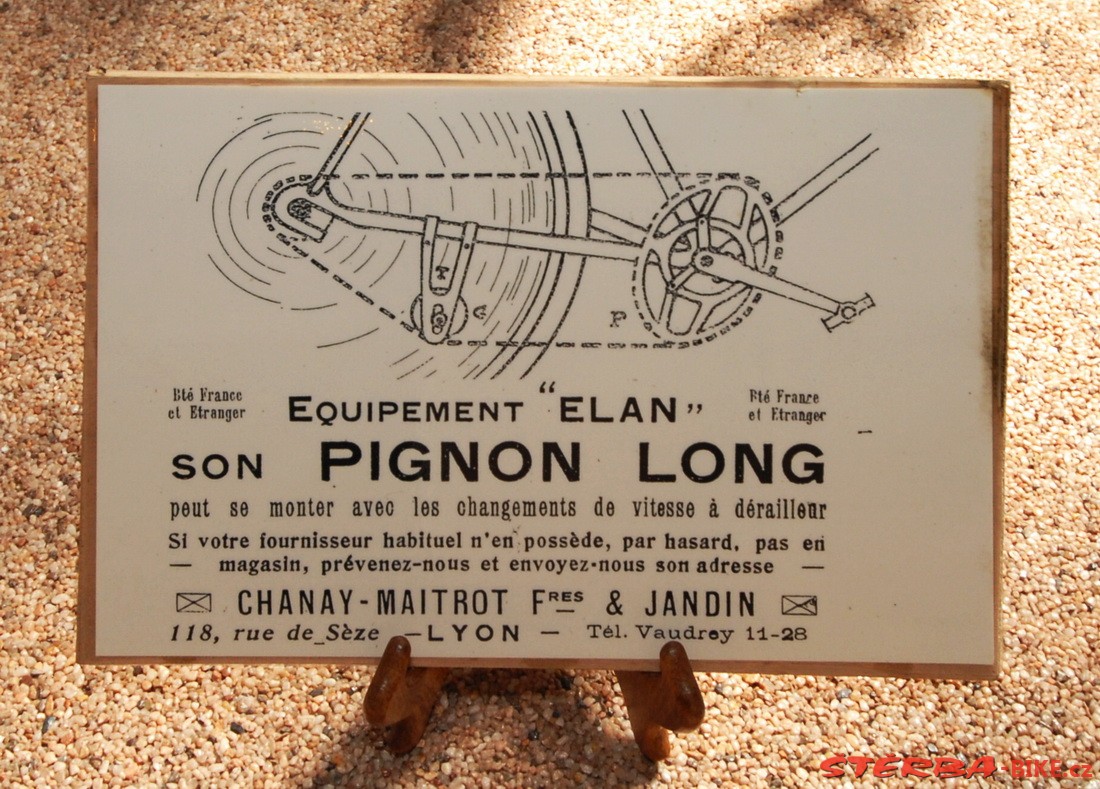 G
P
Bté France
et Etranger
EQUIPEMENT "ELAN"
Bté France
et Etranger
SON PIGNON LONG
peut se monter avec les changements de vitesse à dérailleur
Si votre fournisseur habituel n'en possède, par hasard, pas en
— magasin, prévenez-nous et envoyez-nous son adresse —
CHANAY-MAITROT FRES & JANDIN
118, rue de Sèze — LYON — Tél. Vaudrey 11-28
STERBA-BIKE.cz